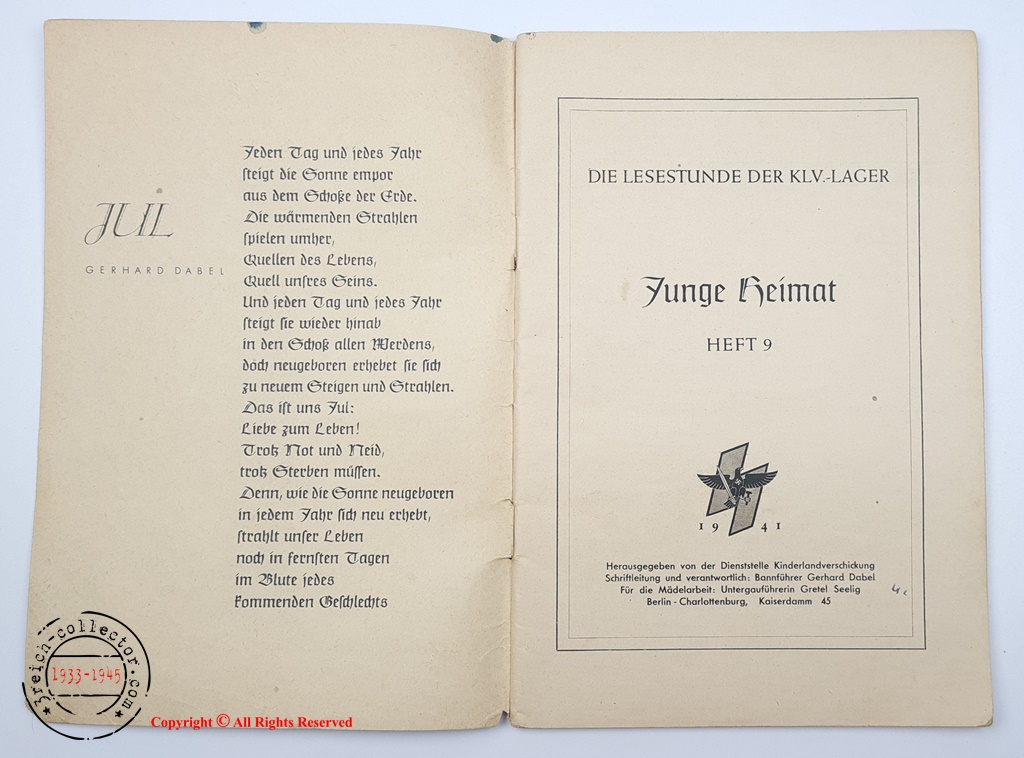 JUL
GERHARD DABEL
Jeden Tag und jedes Jahr
steigt die Sonne empor
aus dem Schoße der Erde.
Die wärmenden Strahlen
spielen umher,
Quellen des Lebens,
Quell unsres Seins.
Und jeden Tag und jedes Jahr
steigt sie wieder hinab
in den Schoß allen Werdens,
doch neugeboren erhebet sie sich
zu neuem Steigen und Strahlen.
Das ist uns Jul:
Liebe zum Leben!
Trotz Not und Neid,
trotz Sterben müssen.
Denn, wie die Sonne neugeboren
in jedem Jahr sich neu erhebt,
strahlt unser Leben
noch in fernsten Tagen
im Blute jedes
kommenden Geschlechts
DIE LESESTUNDE DER KLV.-LAGER
Junge Heimat
HEFT 9
1941
Herausgegeben von der Dienststelle Kinderlandverschickung
Schriftleitung und verantwortlich: Bannführer Gerhard Dabel
Für die Mädelarbeit: Untergauführerin Gretel Seelig
Berlin - Charlottenburg, Kaiserdamm 45
3reich-collector.com
1933-1945
Copyright © All Rights Reserved